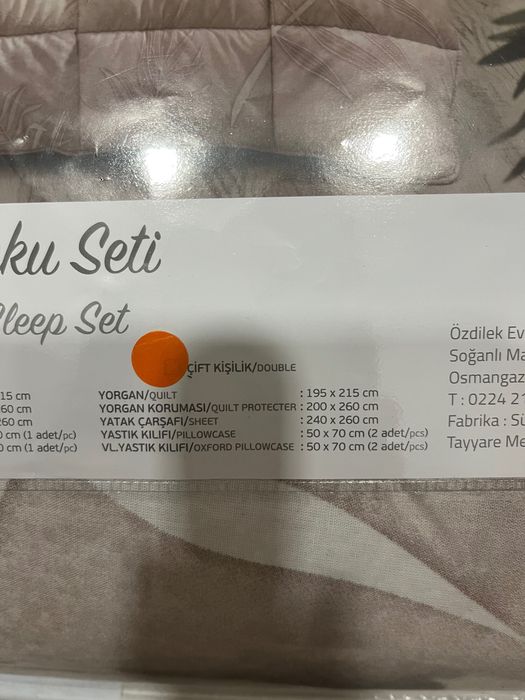 ku Seti
Sleep Set
ÇİFT KİŞİLİK/DOUBLE
15 cm YORGAN/QUILT : 195 x 215 cm
60 cm YORGAN KORUMASI/QUILT PROTECTER : 200 x 260 cm
260 cm YATAK ÇARŞAFI/SHEET : 240 x 260 cm
0 cm (1 adet/pc) YASTIK KILIFI/PILLOWCASE : 50 x 70 cm (2 adet/pcs)
0 cm (1 adet/pc) VL.YASTIK KILIFI/OXFORD PILLOWCASE : 50 x 70 cm (2 adet/pcs)
Özdilek Ev
Soğanlı Ma
Osmangaz
T : 0224 21
Fabrika : Sü
Tayyare Me